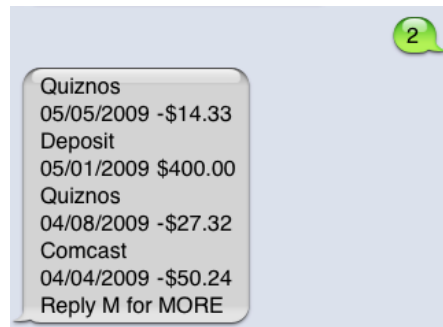 2
Quiznos
05/05/2009 -$14.33
Deposit
05/01/2009 $400.00
Quiznos
04/08/2009 -$27.32
Comcast
04/04/2009 -$50.24
Reply M for MORE